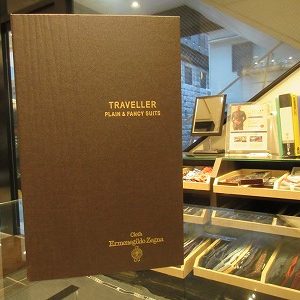 TRAVELLER
PLAIN & FANCY SUITS
Cloth
Ermenegildo Zegna